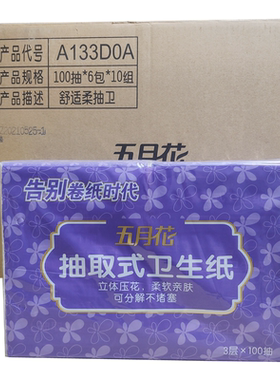 产品代号 A133D0A
产品规格 100抽*6包*10组
产品描述 舒适柔抽卫
告别卷纸时代
五月花
五月花
抽取式卫生纸
立体压花，柔软亲肤
可分解不堵塞
3层×100抽